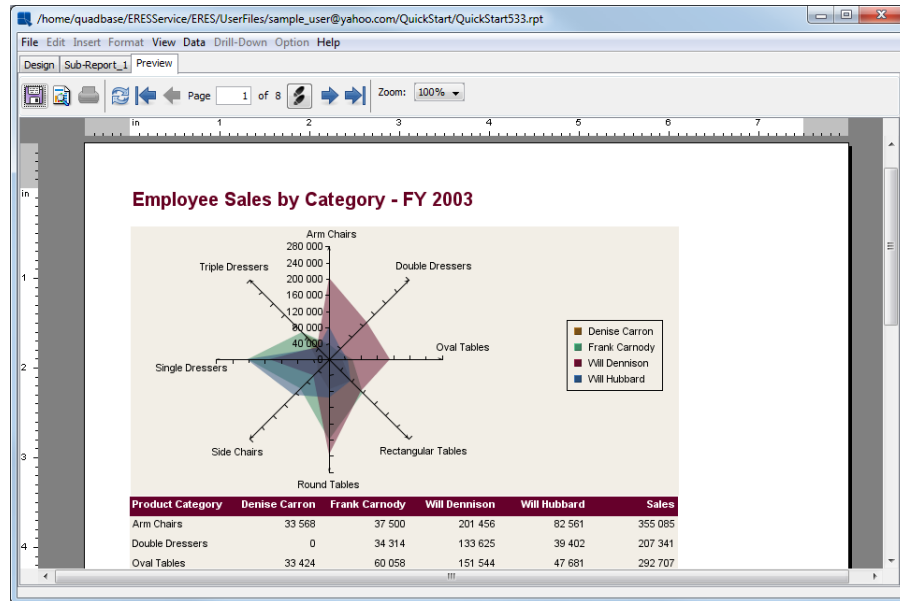 /home/quadbase/ERESService/ERES/UserFiles/sample_user@yahoo.com/QuickStart/QuickStart533.rpt
File Edit Insert Format View Data Drill-Down Option Help
Design Sub-Report_1 Preview
Page 1 of 8 Zoom: 100%
in 1 2 3 4 5 6 7
in
1
2
3
4
Employee Sales by Category - FY 2003
Arm Chairs
280 000
240 000
200 000
160 000
120 000
80 000
40 000
0
Triple Dressers
Double Dressers
Oval Tables
Single Dressers
Side Chairs
Rectangular Tables
Round Tables
Denise Carron
Frank Carnody
Will Dennison
Will Hubbard
Product Category Denise Carron Frank Carnody Will Dennison Will Hubbard Sales
Arm Chairs 33 568 37 500 201 456 82 561 355 085
Double Dressers 0 34 314 133 625 39 402 207 341
Oval Tables 33 424 60 058 151 544 47 681 292 707